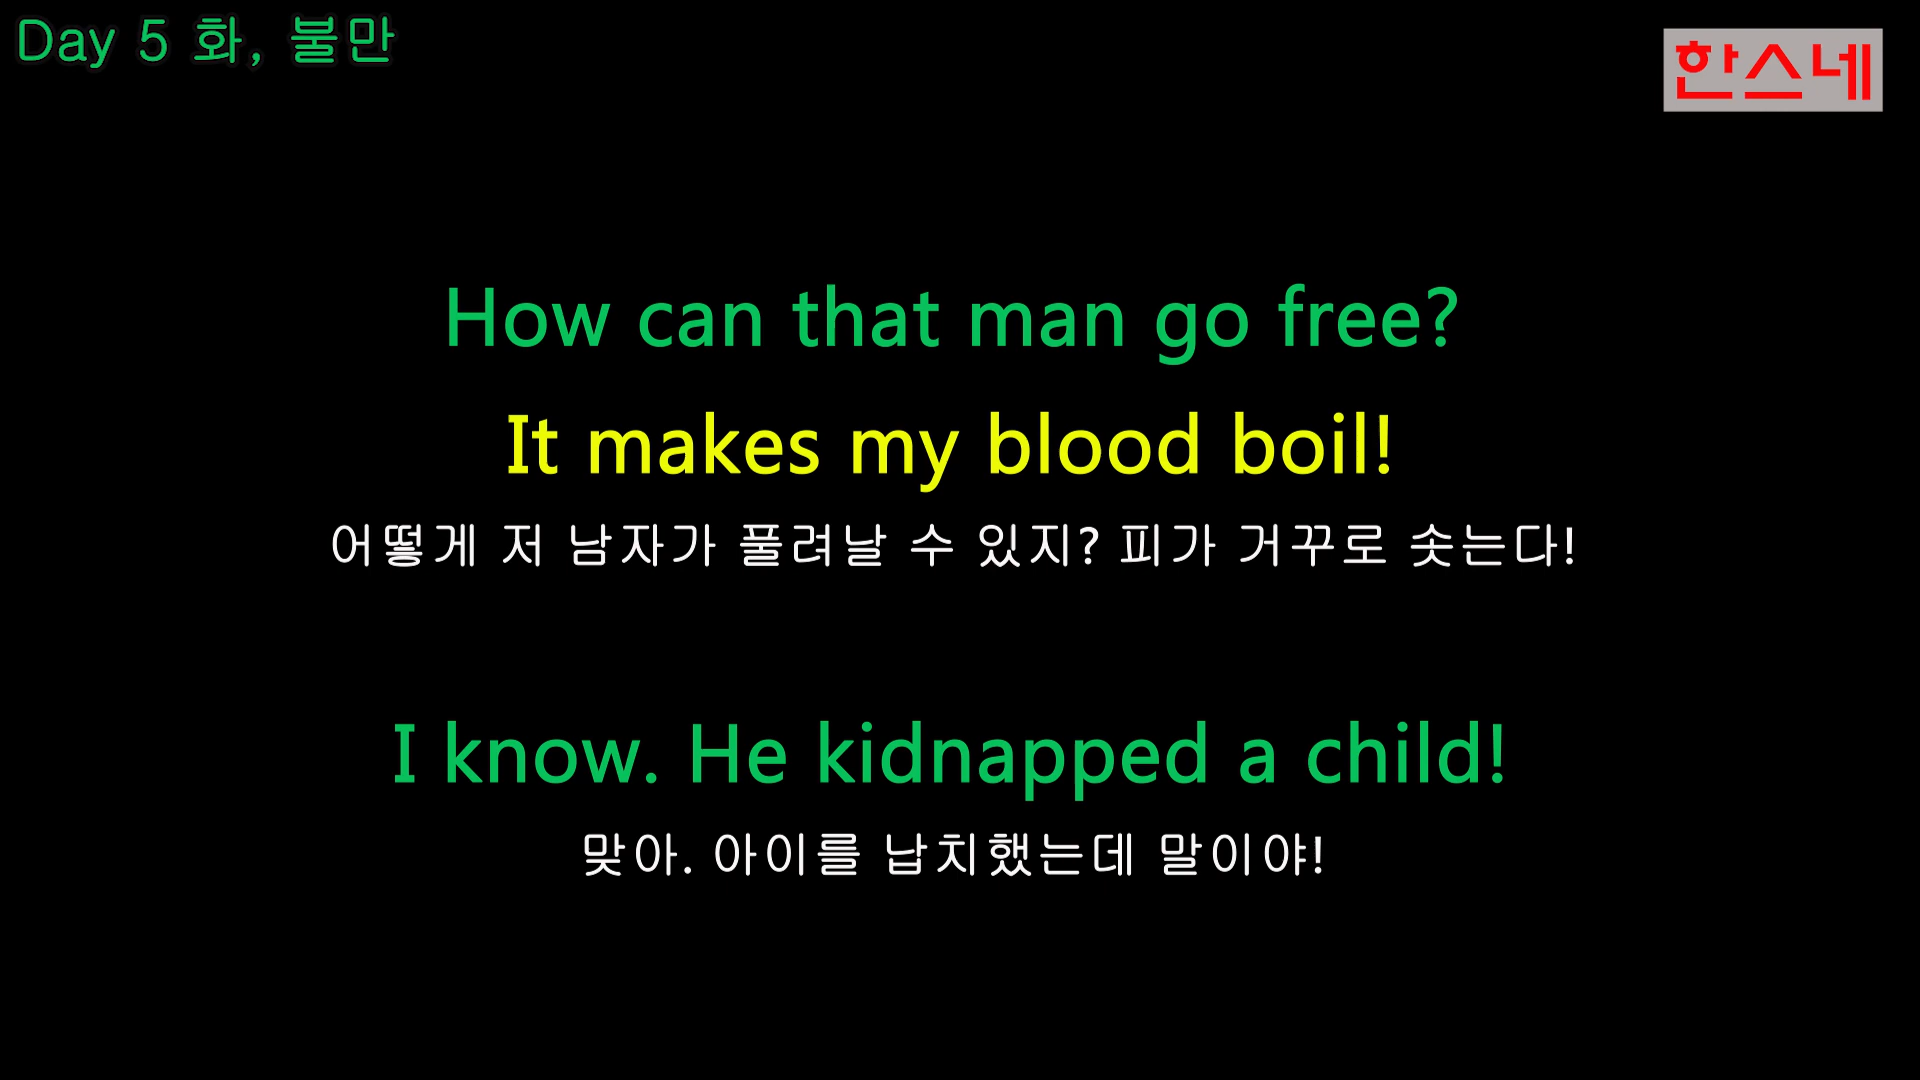 Day 5 화, 불만
한스네
How can that man go free?
It makes my blood boil!
어떻게 저 남자가 풀려날 수 있지? 피가 거꾸로 솟는다!
I know. He kidnapped a child!
맞아. 아이를 납치했는데 말이야!